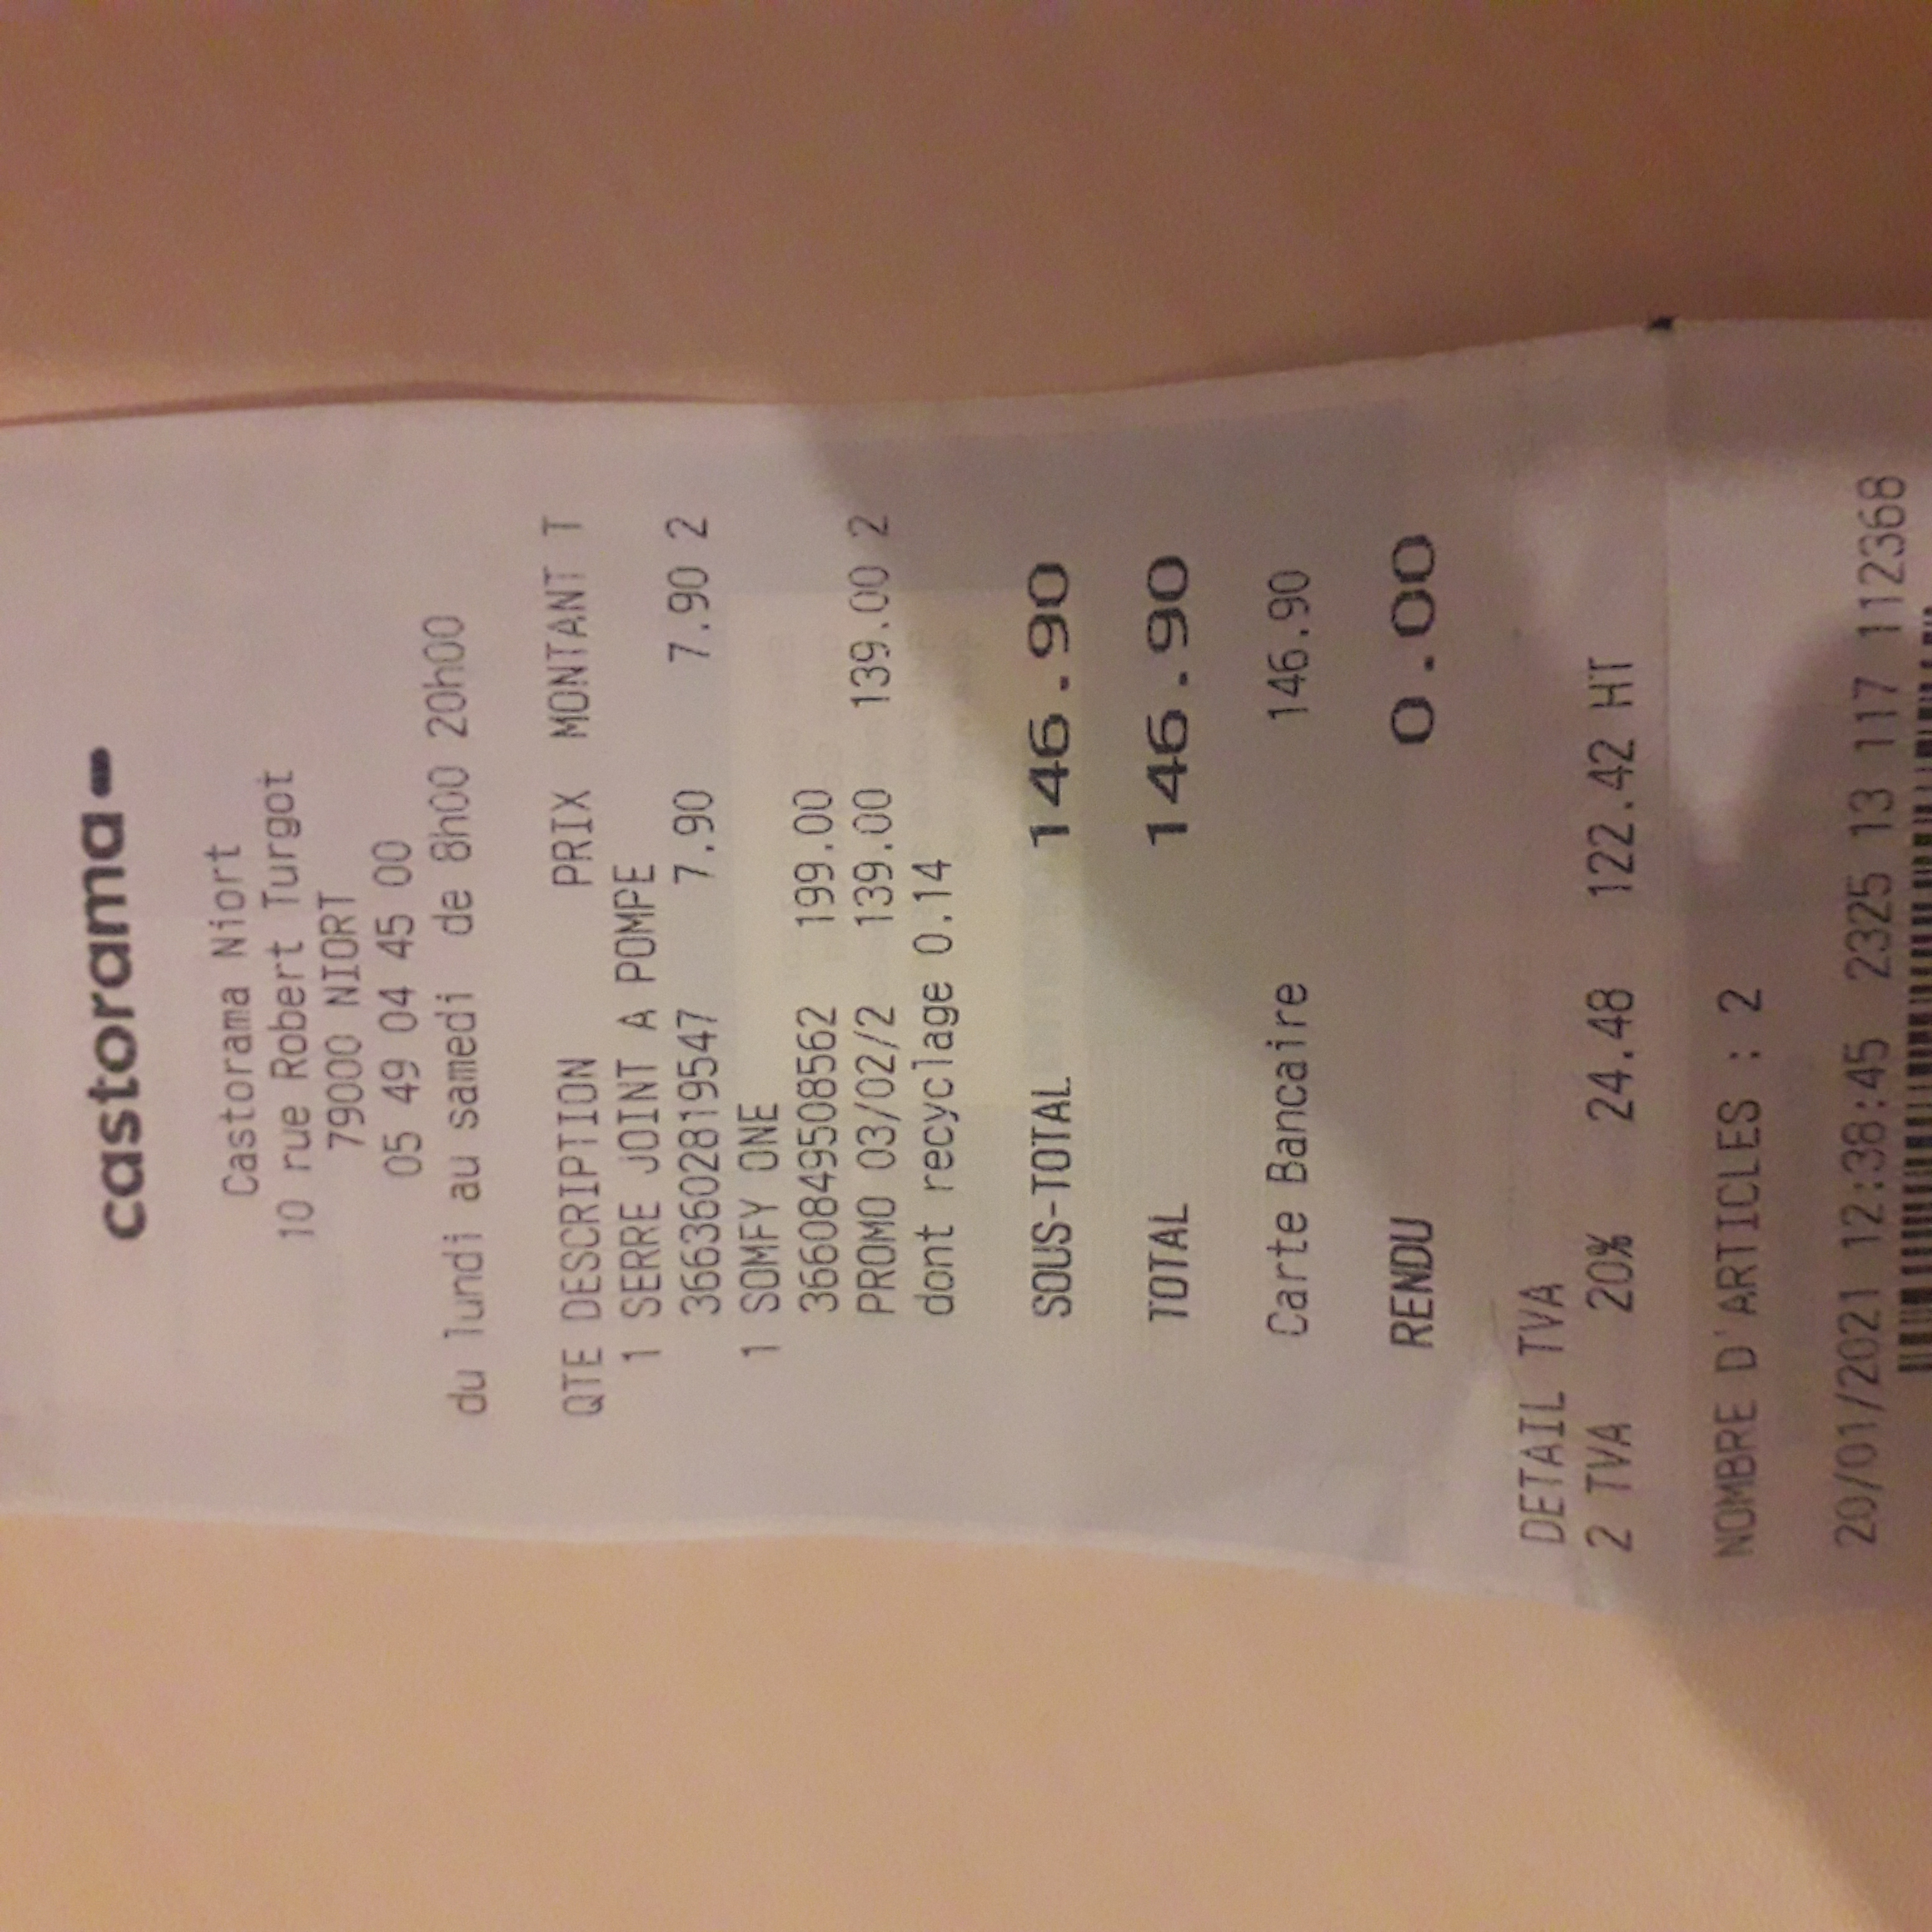 castorama
Castorama Niort
10 rue Robert Turgot
79000 NIORT
05 49 04 45 00
du lundi au samedi de 8h00 20h00
QTE DESCRIPTION PRIX MONTANT T
1 SERRE JOINT A POMPE
3663602819547 7.90 7.90 2
1 SOMFY ONE
3660849508562 199.00
PROMO 03/02/2 139.00 139.00 2
dont recyclage 0.14
SOUS-TOTAL 146.90
TOTAL 146.90
Carte Bancaire 146.90
RENDU 0.00
DETAIL TVA
2 TVA 20% 24.48 122.42 HT
NOMBRE D'ARTICLES : 2
20/01/2021 12:38:45 2325 13 117 112368